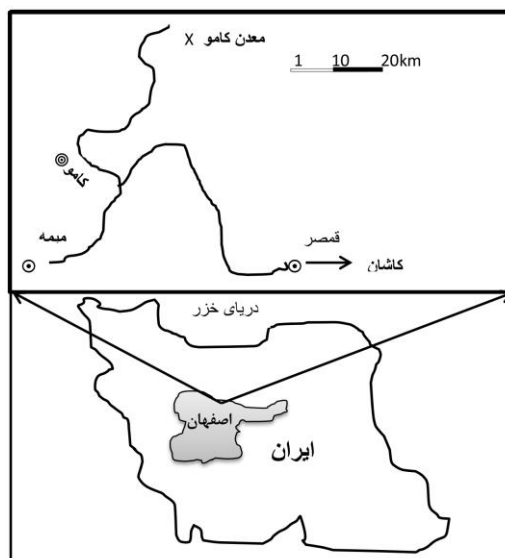 معدن کامو X
1 10 20km
کامو
میمه
قمصر
کاشان
دریای خزر
اصفهان
ایران